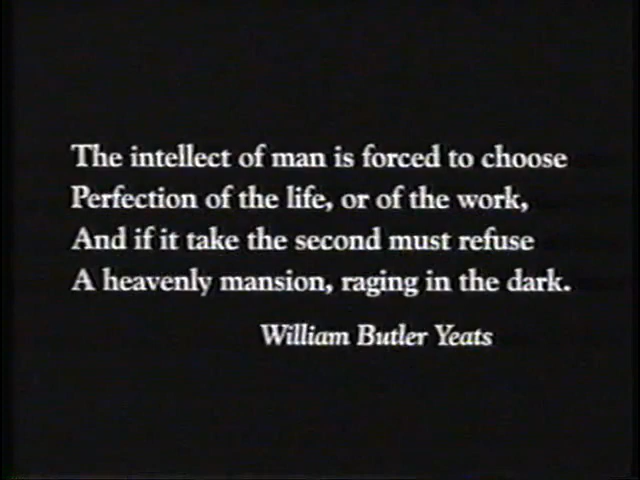 The intellect of man is forced to choose
Perfection of the life, or of the work,
And if it take the second must refuse
A heavenly mansion, raging in the dark.
William Butler Yeats